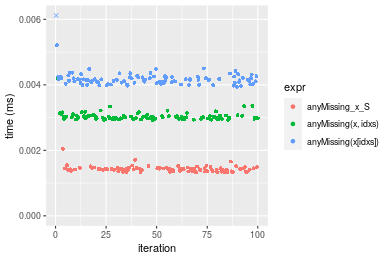 0.006
0.004
0.002
0.000
time (ms)
0
25
50
75
100
iteration
expr
anyMissing_x_S
anyMissing(x, idxs)
anyMissing(x[idxs])